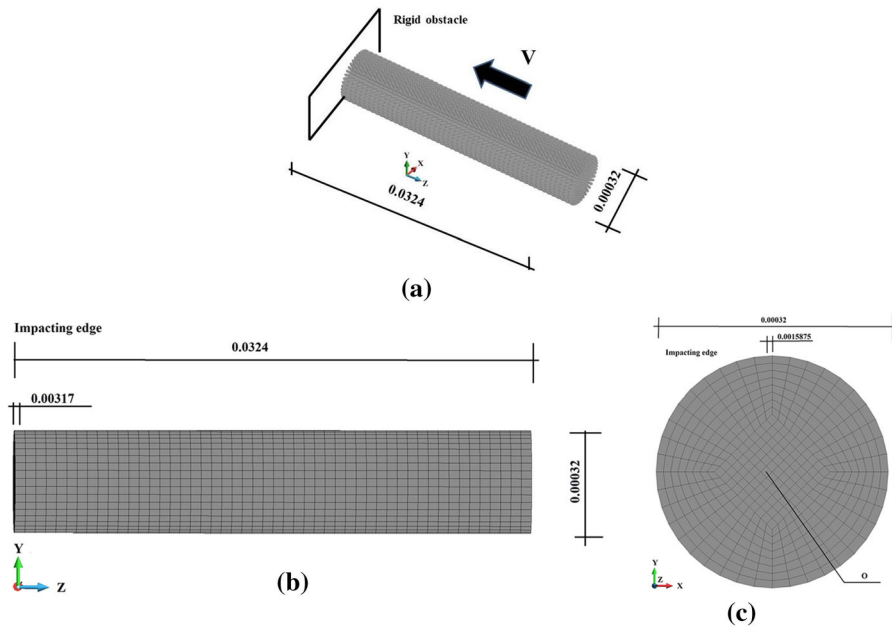 Rigid obstacle
V
Y
X
Z
0.0324
0.00032
(a)
Impacting edge
0.0324
0.00317
0.00032
Y
Z
(b)
0.00032
0.0015875
Impacting edge
O
Y
Z
X
(c)